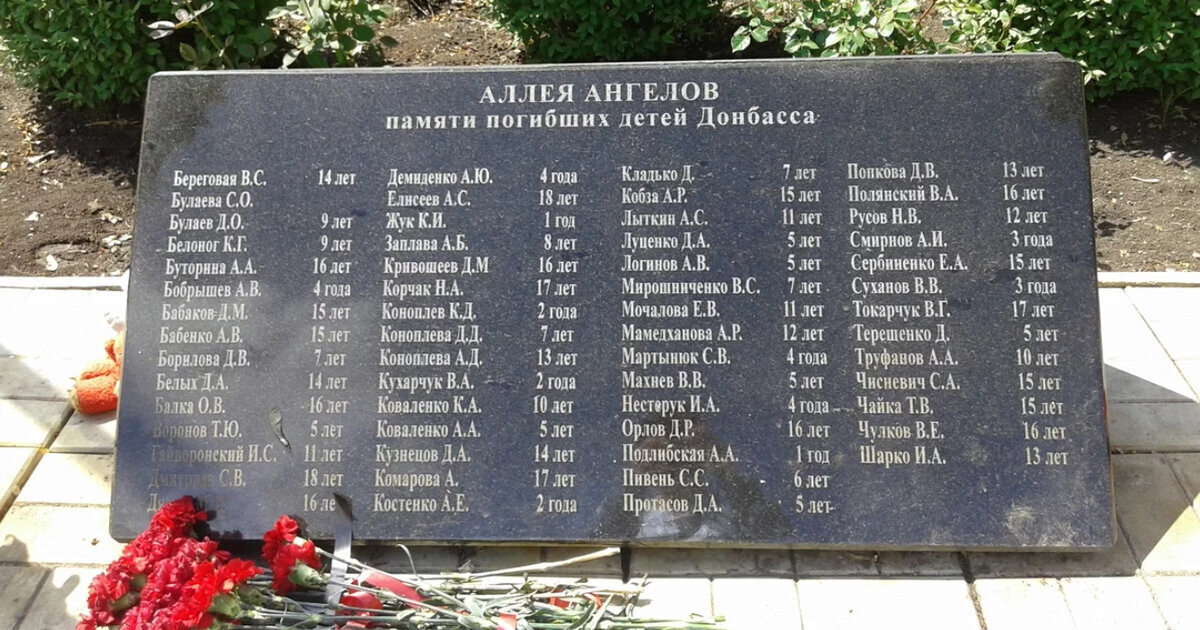 АЛЛЕЯ АНГЕЛОВ
памяти погибших детей Донбасса
Береговая В.С. 14 лет
Булаева С.О.
Булаев Д.О. 9 лет
Белоног К.Г. 9 лет
Буторина А.А. 16 лет
Бобрышев А.В. 4 года
Бабаков Д.М. 15 лет
Бабенко А.В. 15 лет
Борилова Д.В. 7 лет
Белых Д.А. 14 лет
Балка О.В. 16 лет
Воронов Т.Ю. 5 лет
Гайворонский И.С. 11 лет
Дмитриев С.В. 18 лет
16 ле
Демиденко А.Ю. 4 года
Елисеев А.С. 18 лет
Жук К.И. 1 год
Заплава А.Б. 8 лет
Кривошеев Д.М 16 лет
Корчак Н.А. 17 лет
Коноплев К.Д. 2 года
Коноплева Д.Д. 7 лет
Коноплева А.Д. 13 лет
Кухарчук В.А. 2 года
Коваленко К.А. 10 лет
Коваленко А.А. 5 лет
Кузнецов Д.А. 14 лет
Комарова А. 17 лет
Костенко А.Е. 2 года
Кладько Д. 7 лет
Кобза А.Р. 15 лет
Лыткин А.С. 11 лет
Луценко Д.А. 5 лет
Логинов А.В. 5 лет
Мирошниченко В.С. 7 лет
Мочалова Е.В. 11 лет
Мамедханова А.Р. 12 лет
Мартынюк С.В. 4 года
Махнев В.В. 5 лет
Несторук И.А. 4 года
Орлов Д.Р. 16 лет
Подлибская А.А. 1 год
Пивень С.С. 6 лет
Протасов Д.А. 5 лет
Попкова Д.В. 13 лет
Полянский В.А. 16 лет
Русов Н.В. 12 лет
Смирнов А.И. 3 года
Сербиненко Е.А. 15 лет
Суханов В.В. 3 года
Токарчук В.Г. 17 лет
Терещенко Д. 5 лет
Труфанов А.А. 10 лет
Чисневич С.А. 15 лет
Чайка Т.В. 15 лет
Чулков В.Е. 16 лет
Шарко И.А. 13 лет